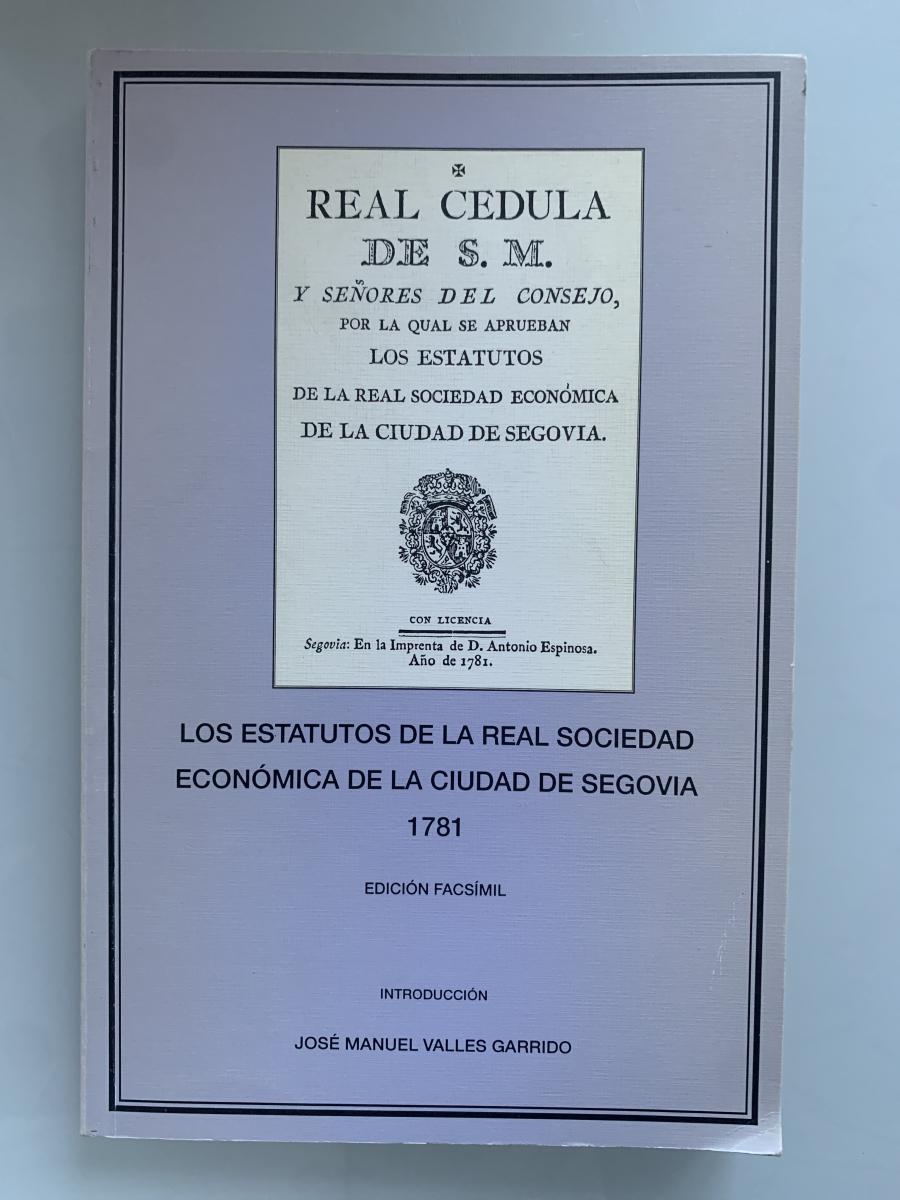 ✠
REAL CEDULA
DE S. M.
Y SEÑORES DEL CONSEJO,
POR LA QUAL SE APRUEBAN
LOS ESTATUTOS
DE LA REAL SOCIEDAD ECONÓMICA
DE LA CIUDAD DE SEGOVIA.
CON LICENCIA
Segovia: En la Imprenta de D. Antonio Espinosa.
Año de 1781.
LOS ESTATUTOS DE LA REAL SOCIEDAD
ECONÓMICA DE LA CIUDAD DE SEGOVIA
1781
EDICIÓN FACSÍMIL
INTRODUCCIÓN
JOSÉ MANUEL VALLES GARRIDO